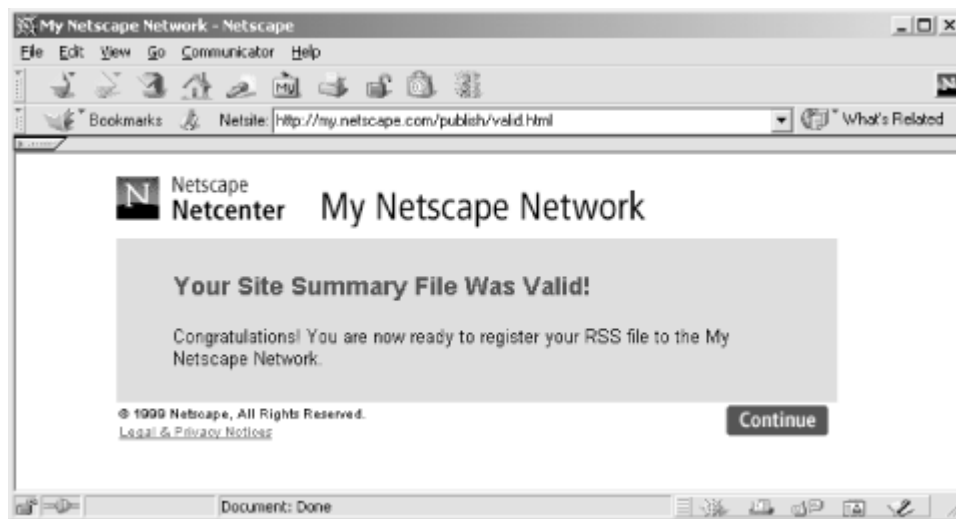 My Netscape Network - Netscape
File Edit View Go Communicator Help
My
Bookmarks Netsite: http://my.netscape.com/publish/valid.html What's Related
N Netscape
Netcenter My Netscape Network
Your Site Summary File Was Valid!
Congratulations! You are now ready to register your RSS file to the My
Netscape Network.
© 1999 Netscape, All Rights Reserved.
Legal & Privacy Notices
Continue
Document: Done